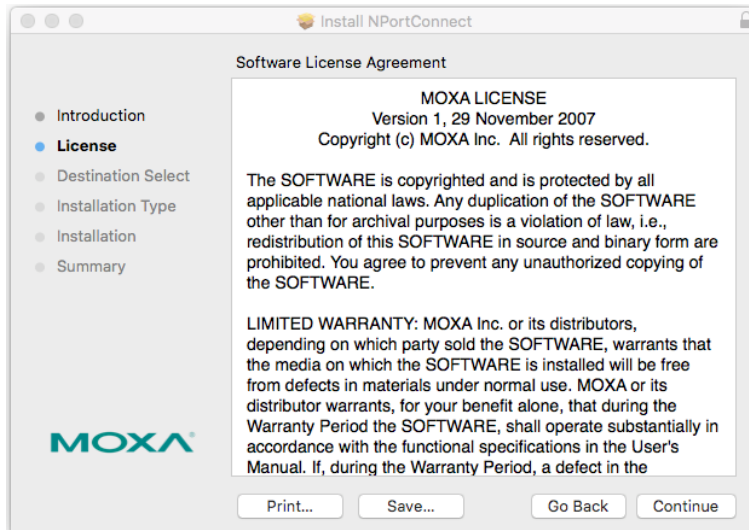 Install NPortConnect
Software License Agreement
Introduction
License
Destination Select
Installation Type
Installation
Summary
MOXA LICENSE
Version 1, 29 November 2007
Copyright (c) MOXA Inc.  All rights reserved.
The SOFTWARE is copyrighted and is protected by all
applicable national laws. Any duplication of the SOFTWARE
other than for archival purposes is a violation of law, i.e.,
redistribution of this SOFTWARE in source and binary form are
prohibited. You agree to prevent any unauthorized copying of
the SOFTWARE.
LIMITED WARRANTY: MOXA Inc. or its distributors,
depending on which party sold the SOFTWARE, warrants that
the media on which the SOFTWARE is installed will be free
from defects in materials under normal use. MOXA or its
distributor warrants, for your benefit alone, that during the
Warranty Period the SOFTWARE, shall operate substantially in
accordance with the functional specifications in the User's
Manual. If, during the Warranty Period, a defect in the
MOXA®
Print...
Save...
Go Back
Continue